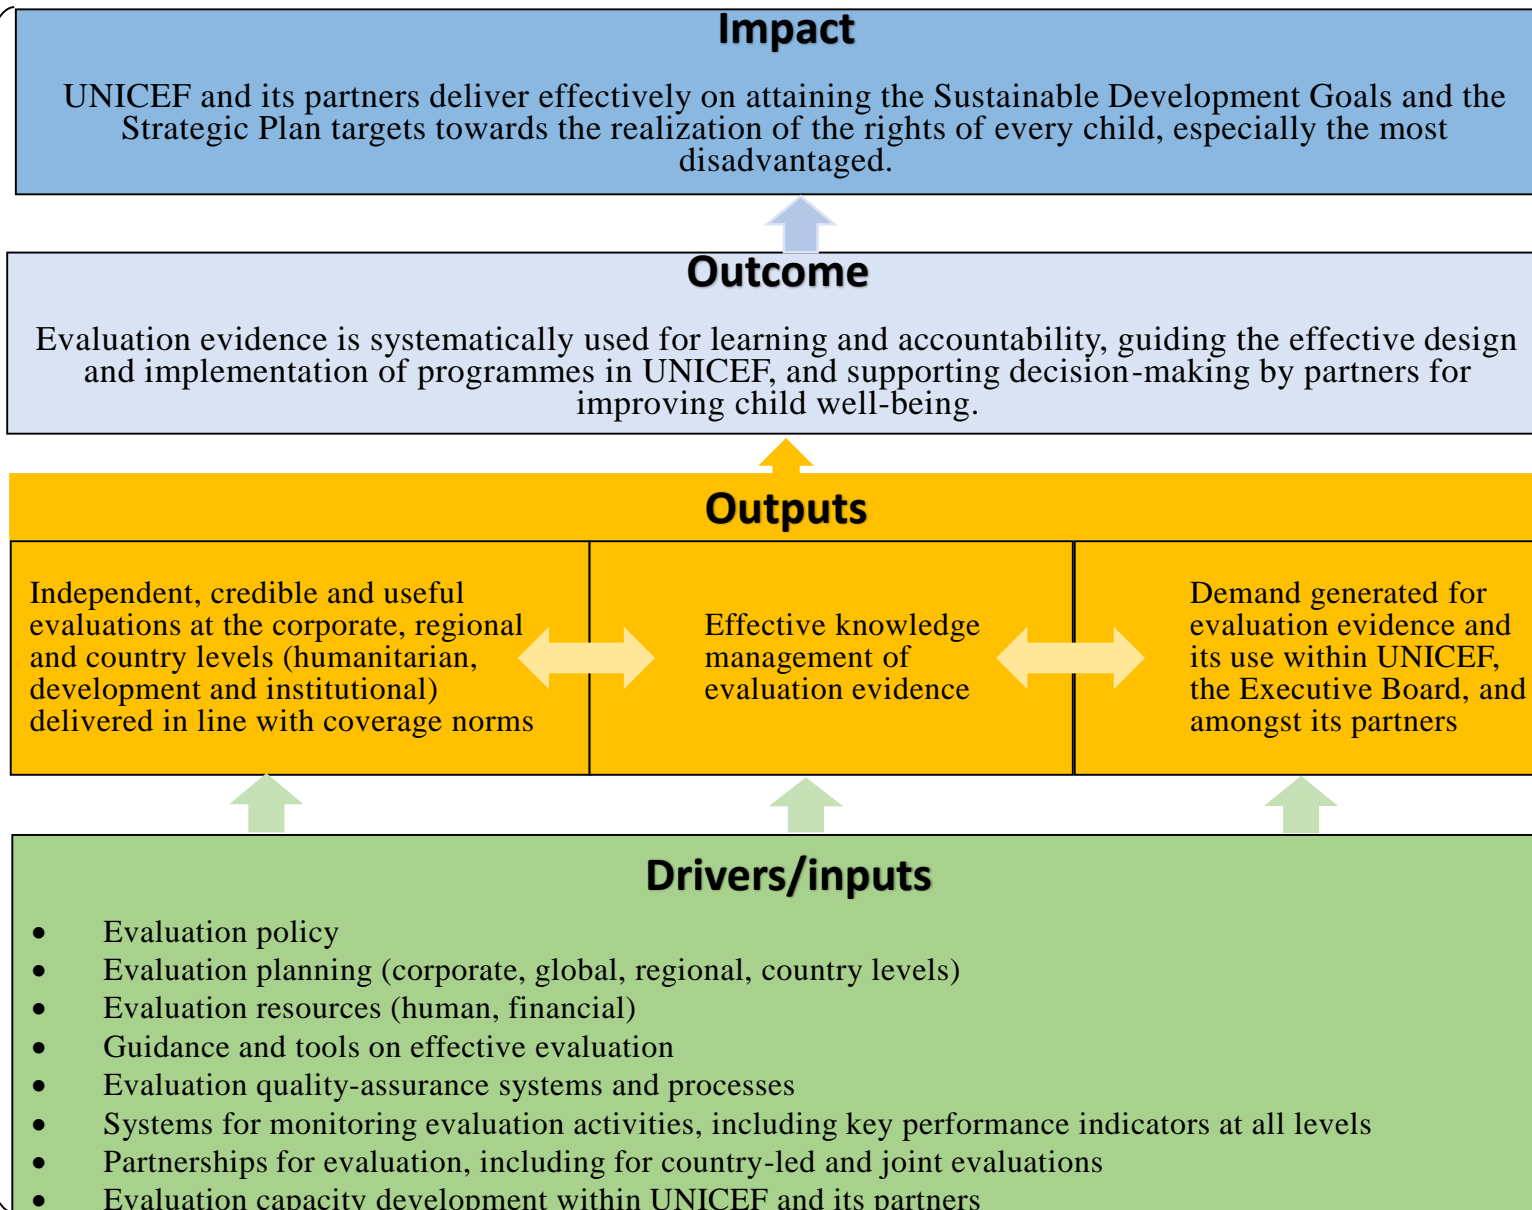 Impact
UNICEF and its partners deliver effectively on attaining the Sustainable Development Goals and the
Strategic Plan targets towards the realization of the rights of every child, especially the most
disadvantaged.
Outcome
Evaluation evidence is systematically used for learning and accountability, guiding the effective design
and implementation of programmes in UNICEF, and supporting decision-making by partners for
improving child well-being.
Outputs
Independent, credible and useful
evaluations at the corporate, regional
and country levels (humanitarian,
development and institutional)
delivered in line with coverage norms
Effective knowledge
management of
evaluation evidence
Demand generated for
evaluation evidence and
its use within UNICEF,
the Executive Board, and
amongst its partners
Drivers/inputs
• Evaluation policy
• Evaluation planning (corporate, global, regional, country levels)
• Evaluation resources (human, financial)
• Guidance and tools on effective evaluation
• Evaluation quality-assurance systems and processes
• Systems for monitoring evaluation activities, including key performance indicators at all levels
• Partnerships for evaluation, including for country-led and joint evaluations
• Evaluation capacity development within UNICEF and its partners